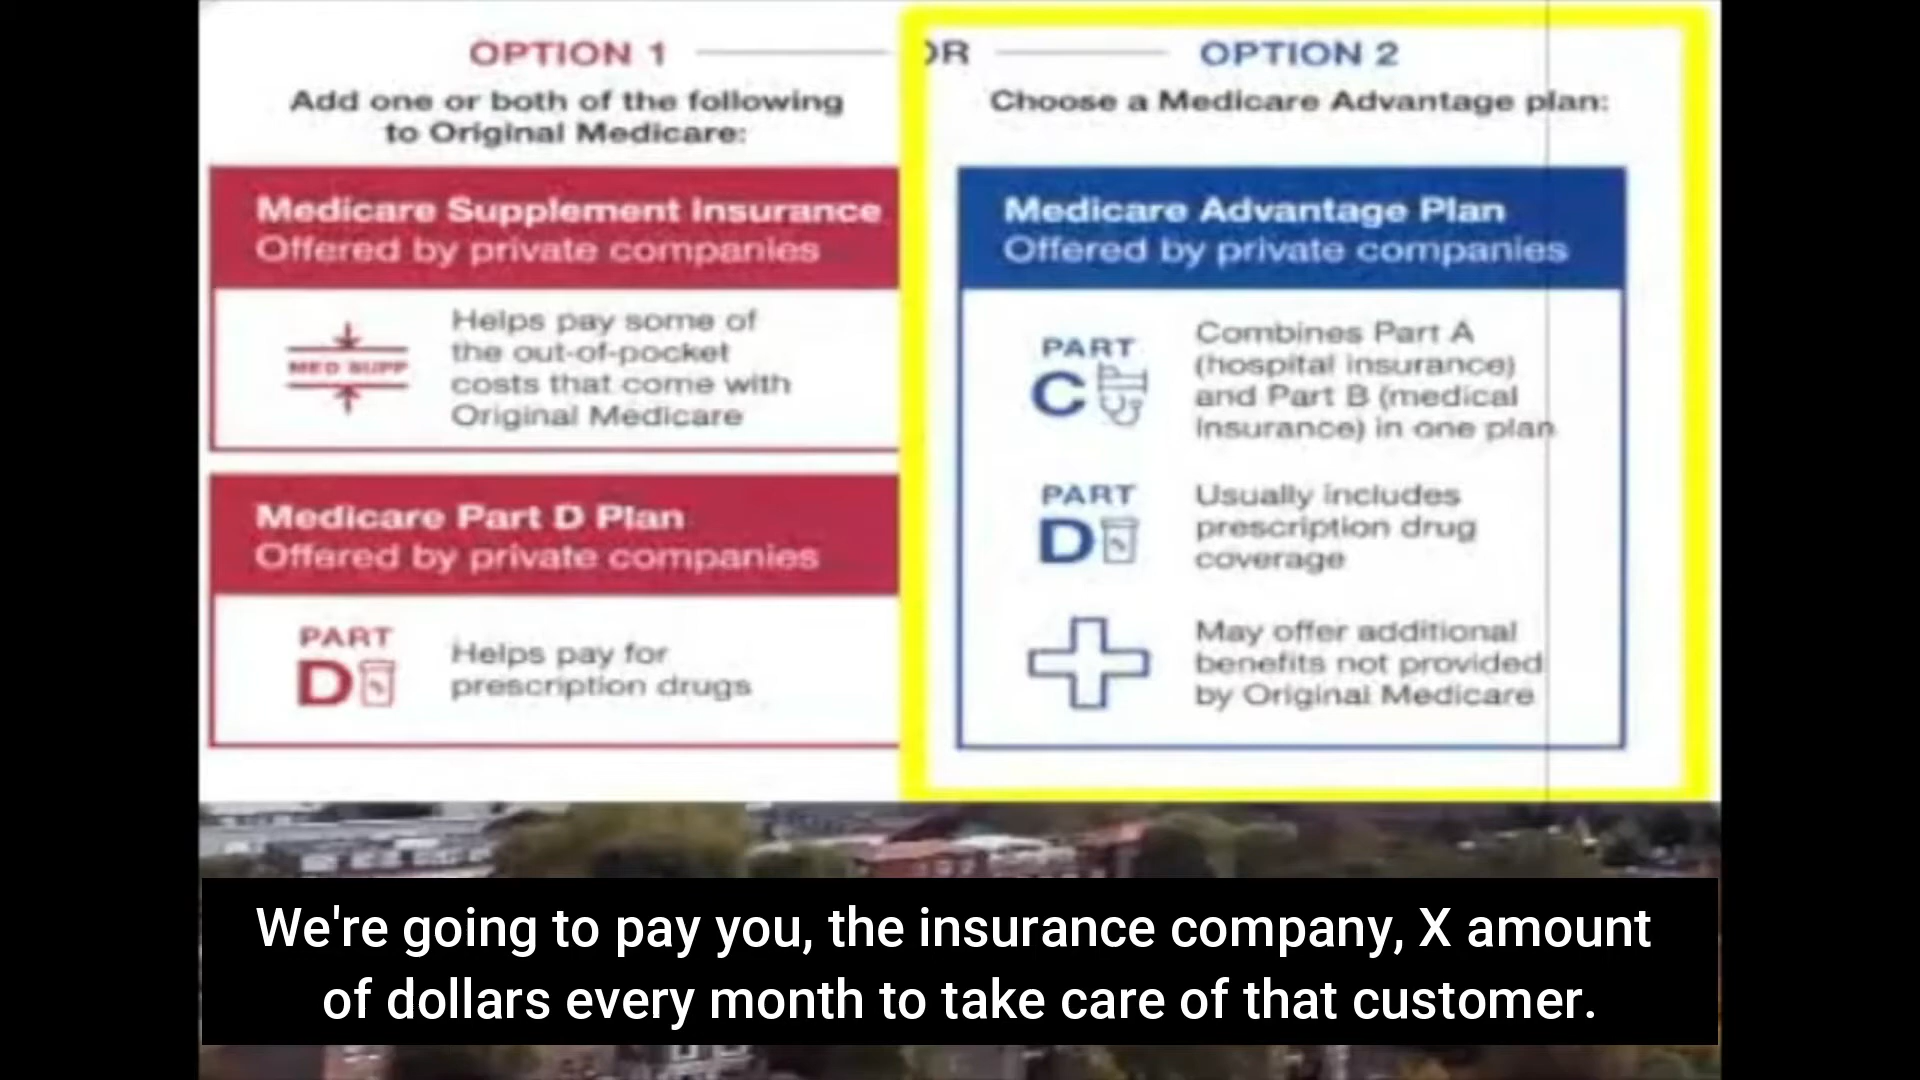 OPTION 1
Add one or both of the following
to Original Medicare:
Medicare Supplement Insurance
Offered by private companies
MED SUPP
Helps pay some of
the out-of-pocket
costs that come with
Original Medicare
Medicare Part D Plan
Offered by private companies
PART
D
Helps pay for
prescription drugs
OR
OPTION 2
Choose a Medicare Advantage plan:
Medicare Advantage Plan
Offered by private companies
PART
C
Combines Part A
(hospital insurance)
and Part B (medical
insurance) in one plan
PART
D
Usually includes
prescription drug
coverage
May offer additional
benefits not provided
by Original Medicare
We're going to pay you, the insurance company, X amount
of dollars every month to take care of that customer.